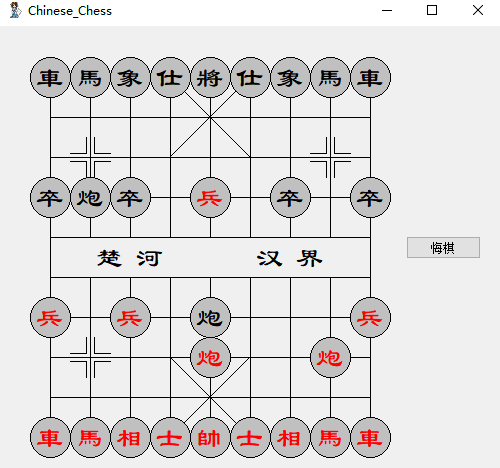 Chinese_Chess
車馬象仕將仕象馬車
卒炮卒兵卒卒
楚河 汉界
悔棋
兵兵炮兵
炮炮
車馬相士帥士相馬車